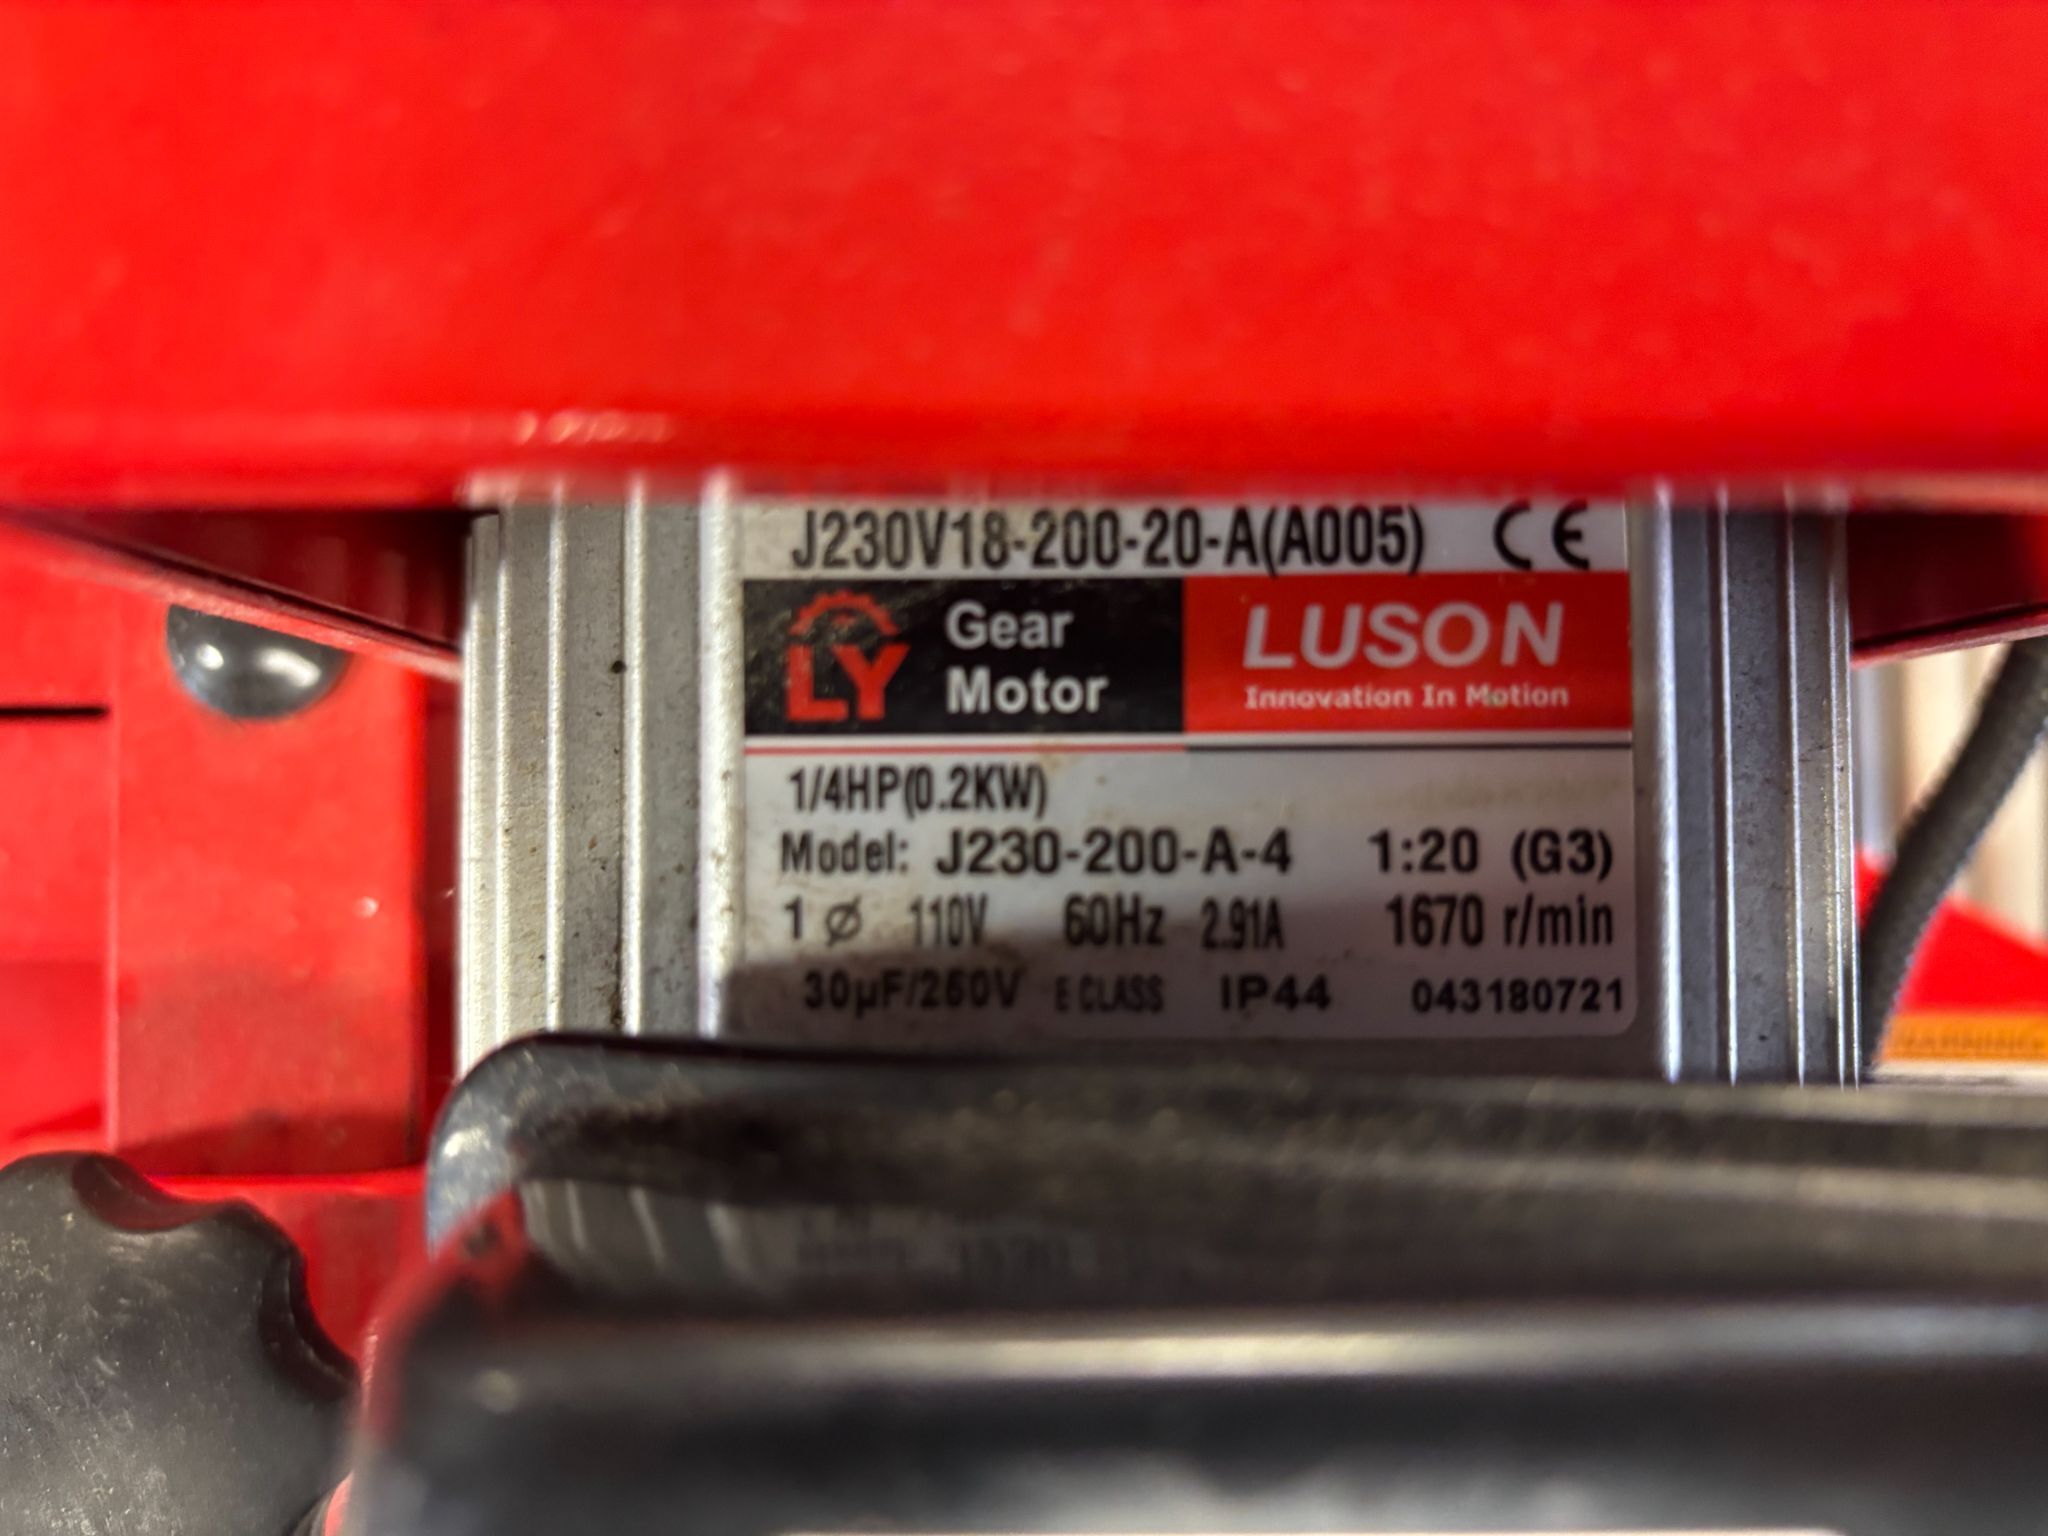 J230V18-200-20-A(A005) CE
LY Gear Motor LUSON
Innovation In Motion
1/4HP(0.2KW)
Model: J230-200-A-4 1:20 (G3)
1 Ø 110V 60Hz 2.91A 1670 r/min
30µF/250V E CLASS IP44 043180721
WARNING